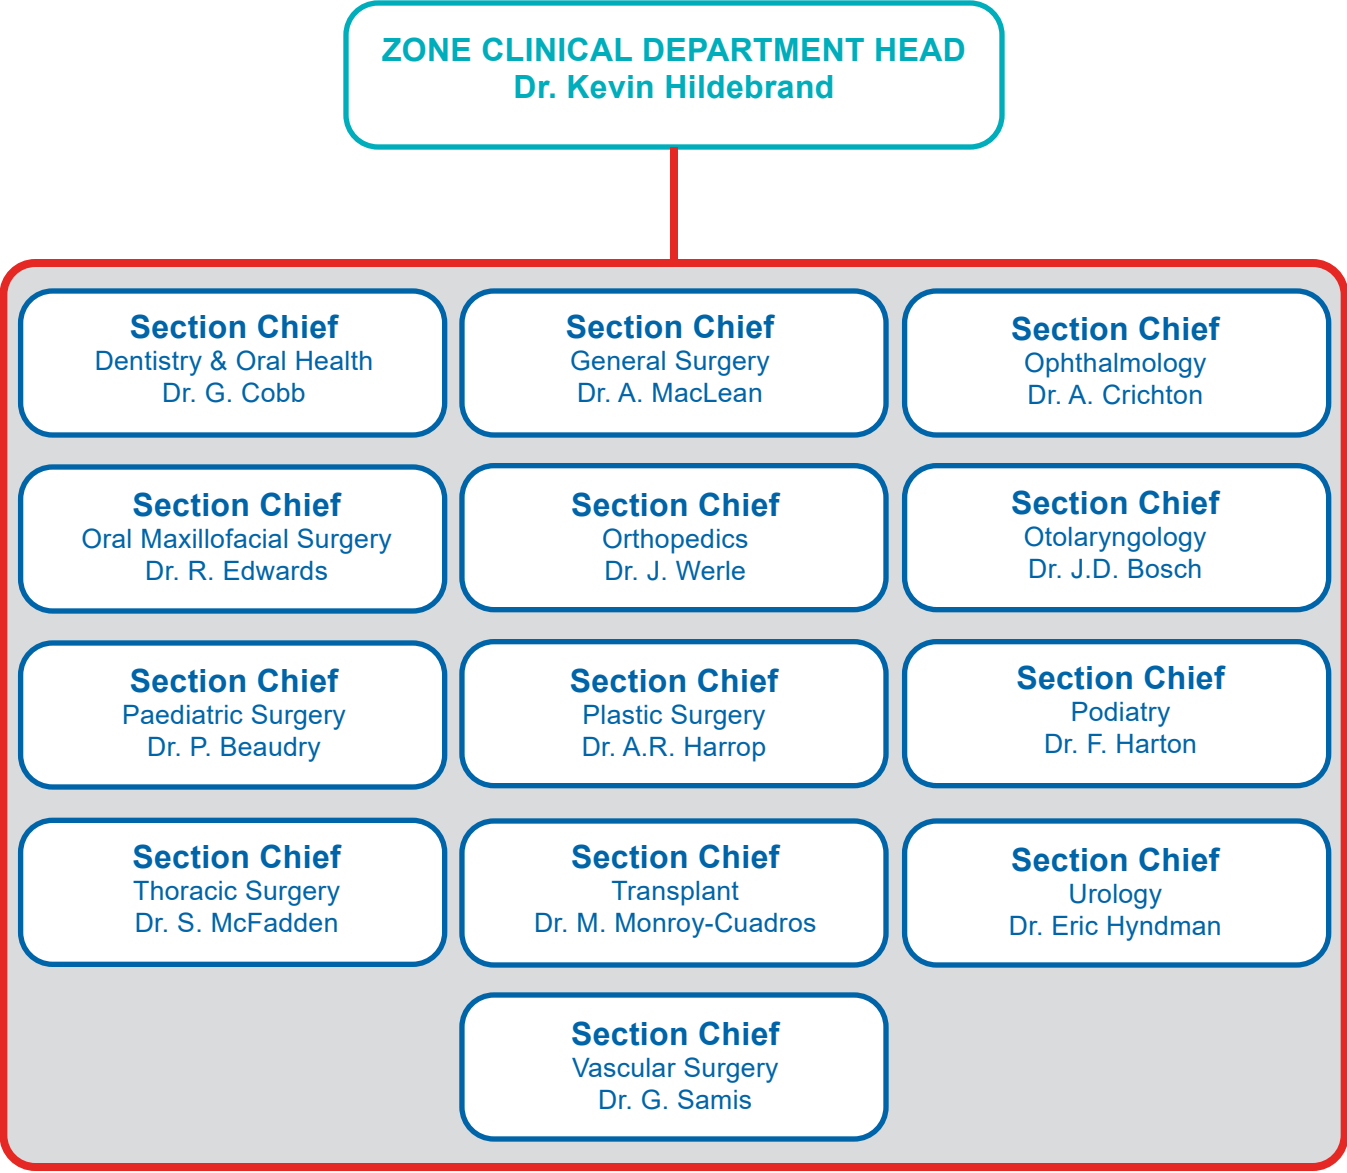 ZONE CLINICAL DEPARTMENT HEAD
Dr. Kevin Hildebrand
Section Chief
Dentistry & Oral Health
Dr. G. Cobb
Section Chief
General Surgery
Dr. A. MacLean
Section Chief
Ophthalmology
Dr. A. Crichton
Section Chief
Oral Maxillofacial Surgery
Dr. R. Edwards
Section Chief
Orthopedics
Dr. J. Werle
Section Chief
Otolaryngology
Dr. J.D. Bosch
Section Chief
Paediatric Surgery
Dr. P. Beaudry
Section Chief
Plastic Surgery
Dr. A.R. Harrop
Section Chief
Podiatry
Dr. F. Harton
Section Chief
Thoracic Surgery
Dr. S. McFadden
Section Chief
Transplant
Dr. M. Monroy-Cuadros
Section Chief
Urology
Dr. Eric Hyndman
Section Chief
Vascular Surgery
Dr. G. Samis